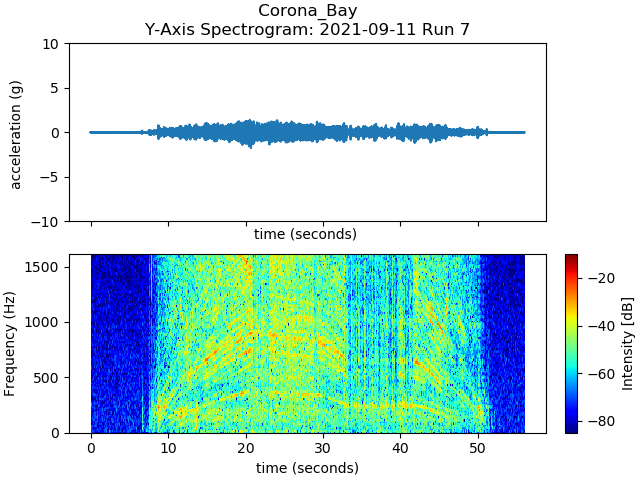 Corona_Bay
Y-Axis Spectrogram: 2021-09-11 Run 7
10
5
0
−5
−10
acceleration (g)
time (seconds)
1500
1000
500
0
Frequency (Hz)
0 10 20 30 40 50
time (seconds)
−20
−40
−60
−80
Intensity [dB]